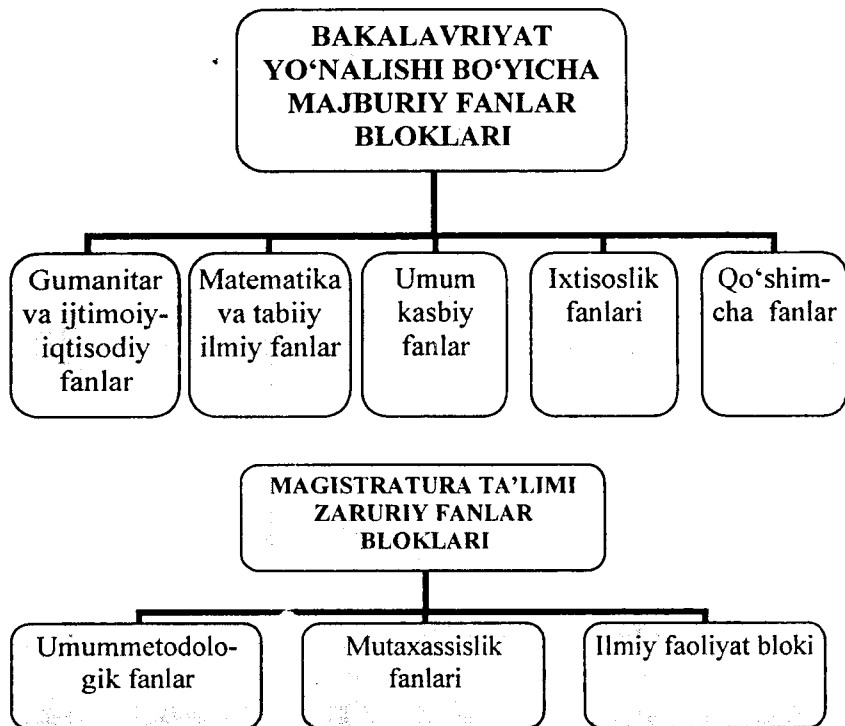 BAKALAVRIYAT
YO‘NALISHI BO‘YICHA
MAJBURIY FANLAR
BLOKLARI
Gumanitar
va ijtimoiy-
iqtisodiy
fanlar
Matematika
va tabiiy
ilmiy fanlar
Umum
kasbiy
fanlar
Ixtisoslik
fanlari
Qo‘shim-
cha fanlar
MAGISTRATURA TA’LIMI
ZARURIY FANLAR
BLOKLARI
Umummetodolo-
gik fanlar
Mutaxassislik
fanlari
Ilmiy faoliyat bloki